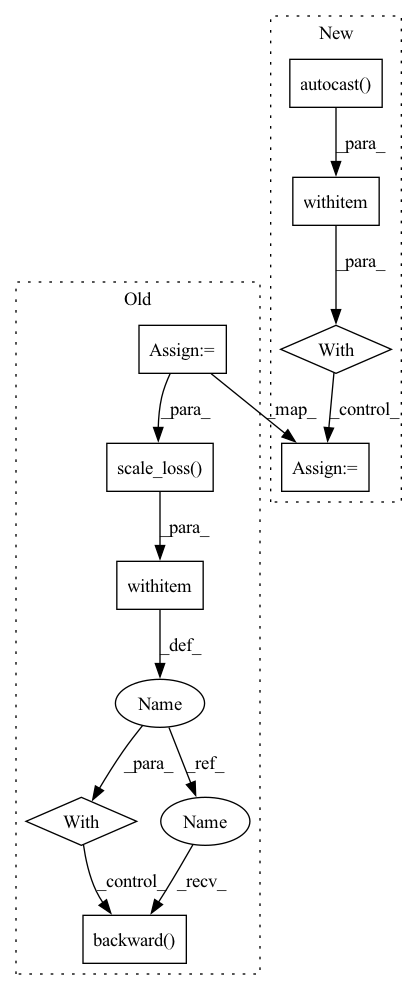 New
autocast()
_para_
withitem
_para_
Old
With
Assign:=
_para_
_map_
_control_
scale_loss()
Assign:=
_para_
withitem
_def_
Name
_para_
_ref_
With
Name
_control_
_recv_
backward()